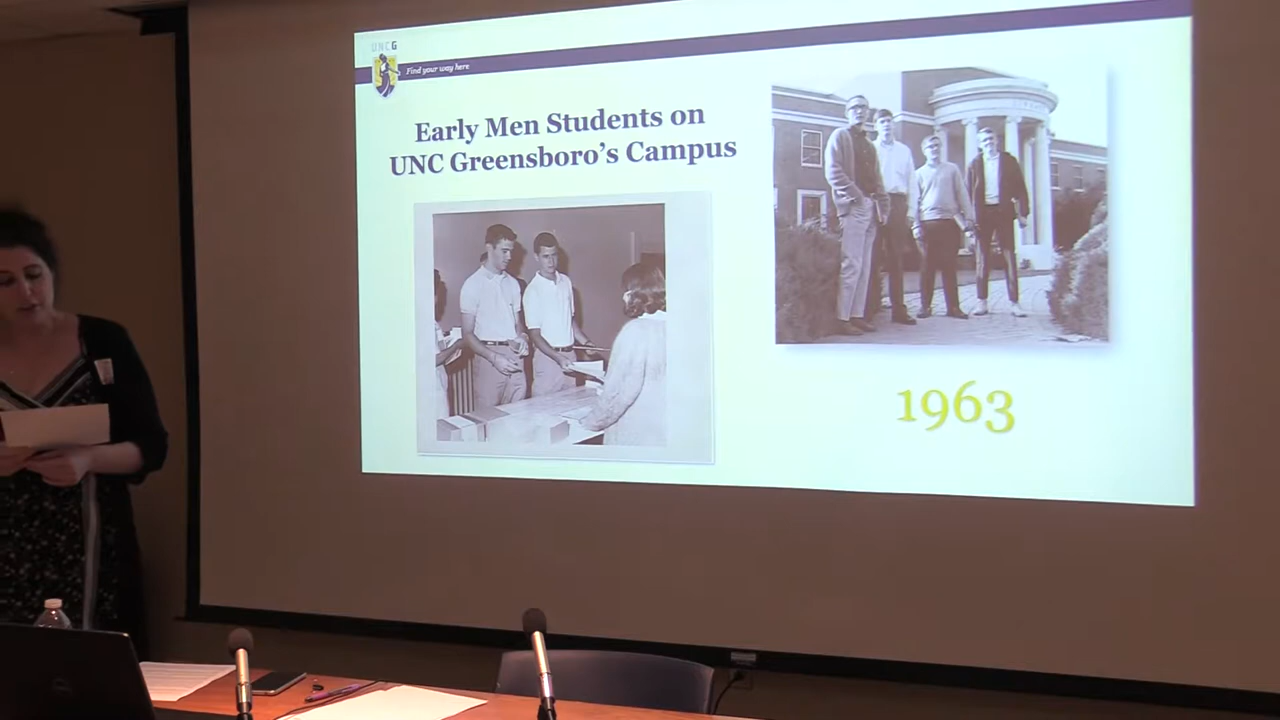 UNCG
Find your way here
Early Men Students on
UNC Greensboro's Campus
1963